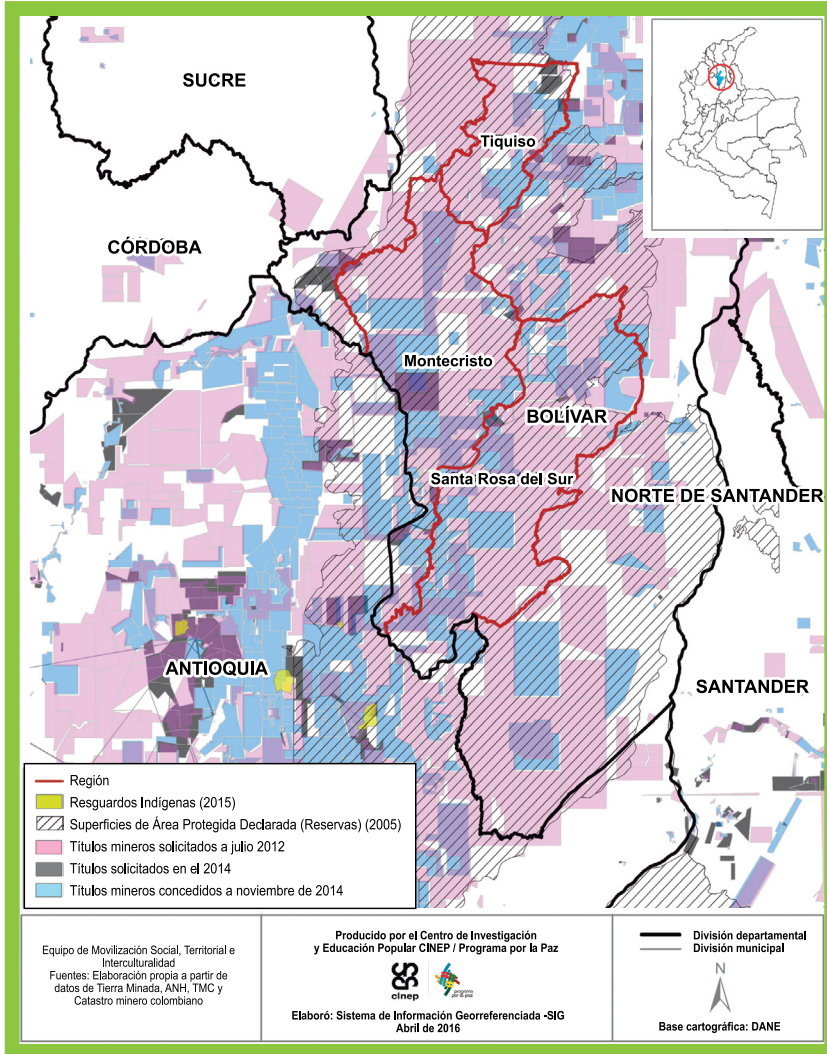 SUCRE
Tiquiso
CÓRDOBA
Montecristo
BOLÍVAR
Santa Rosa del Sur
NORTE DE SANTANDER
ANTIOQUIA
SANTANDER
Región
Resguardos Indígenas (2015)
Superficies de Área Protegida Declarada (Reservas) (2005)
Títulos mineros solicitados a julio 2012
Títulos solicitados en el 2014
Títulos mineros concedidos a noviembre de 2014
Equipo de Movilización Social, Territorial e
Interculturalidad
Fuentes: Elaboración propia a partir de
datos de Tierra Minada, ANH, TMC y
Catastro minero colombiano
Producido por el Centro de Investigación
y Educación Popular CINEP / Programa por la Paz
cinep
programa
por la paz
Elaboró: Sistema de Información Georreferenciada -SIG
Abril de 2016
División departamental
División municipal
N
Base cartográfica: DANE